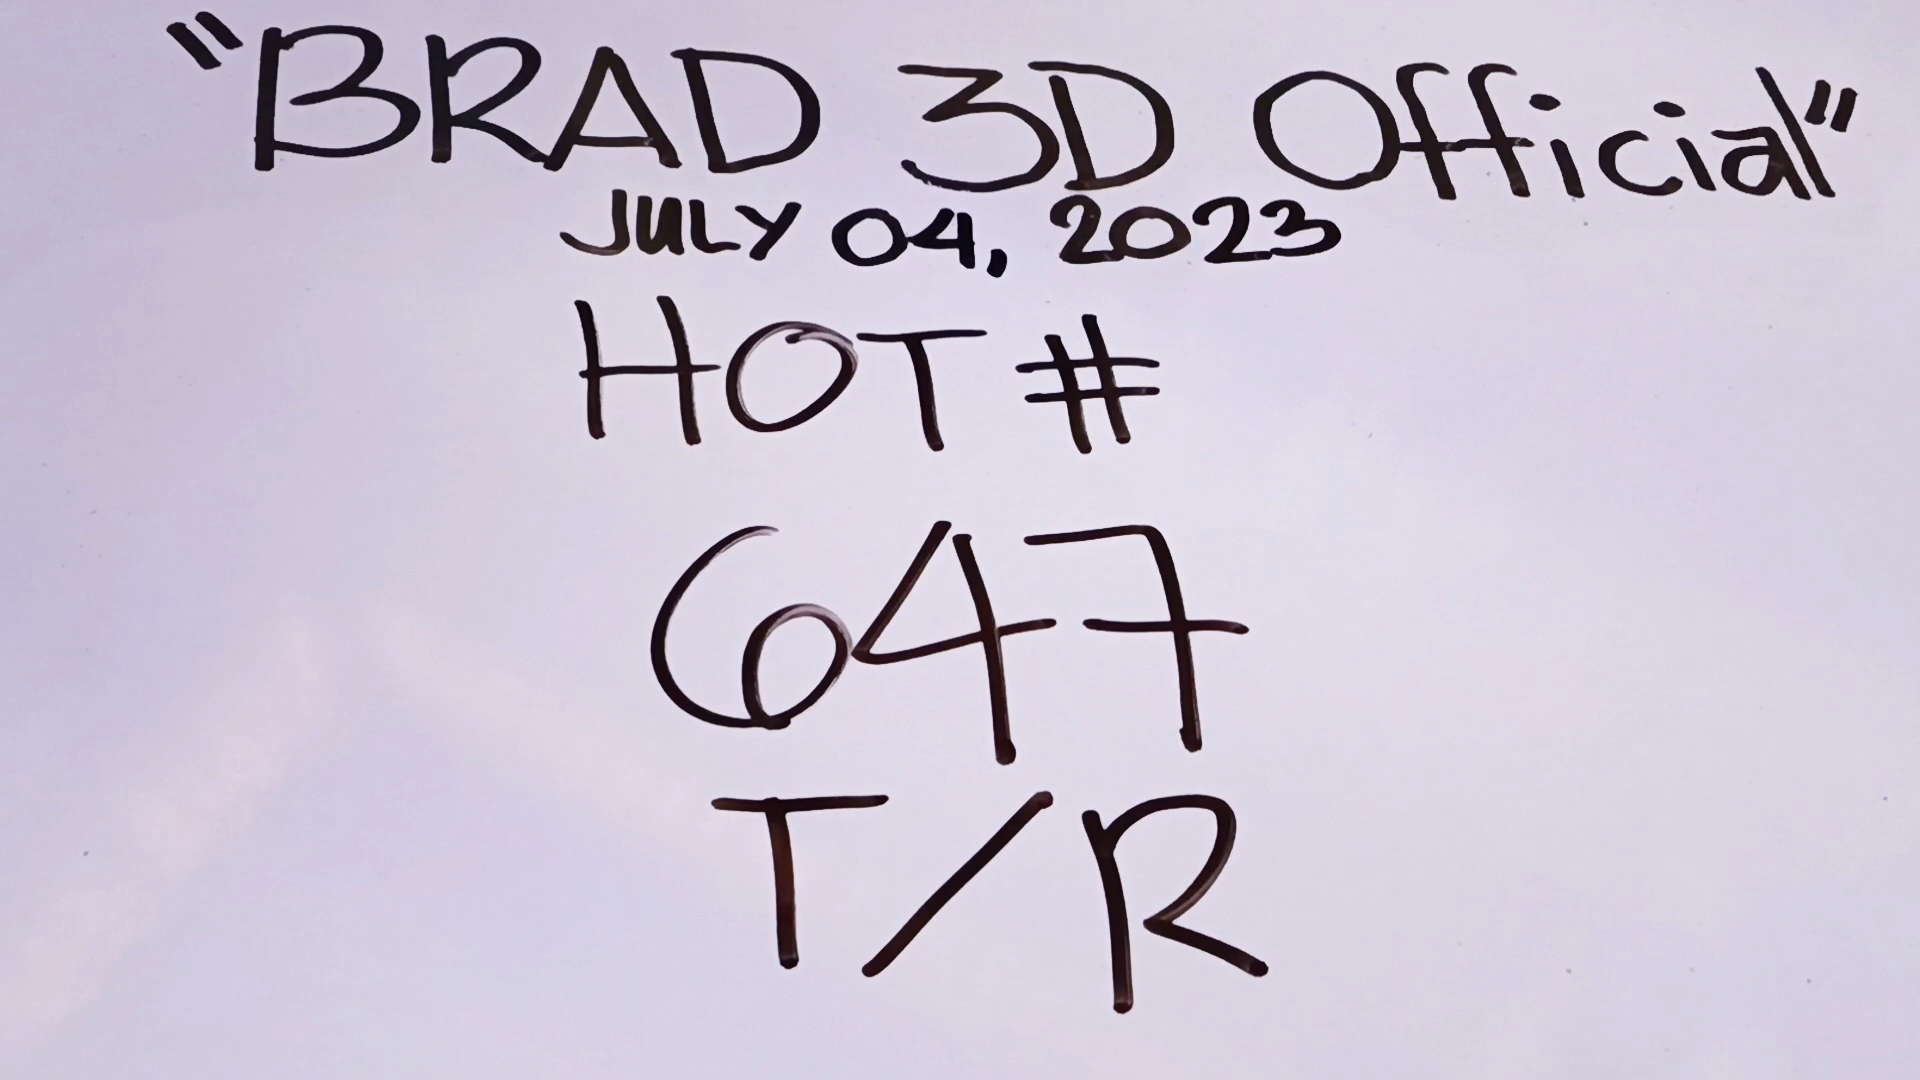 "BRAD 3D Official"
JULY 04, 2023
HOT #
647
T/R